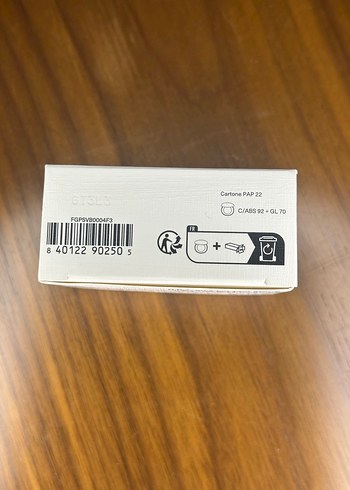 Cartone PAP 22
C/ABS 92 + GL 70
FGPSVB0004F3
8 40122 90250 5
FR
+